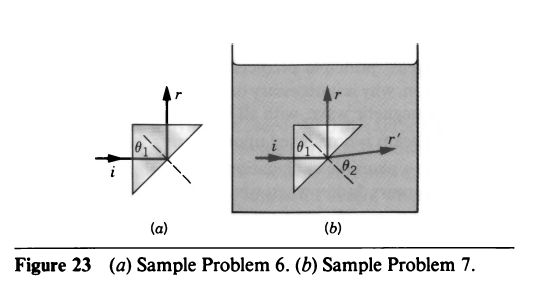 r
θ1
i
(a)
r
i
θ1
r'
θ2
(b)
Figure 23 (a) Sample Problem 6. (b) Sample Problem 7.